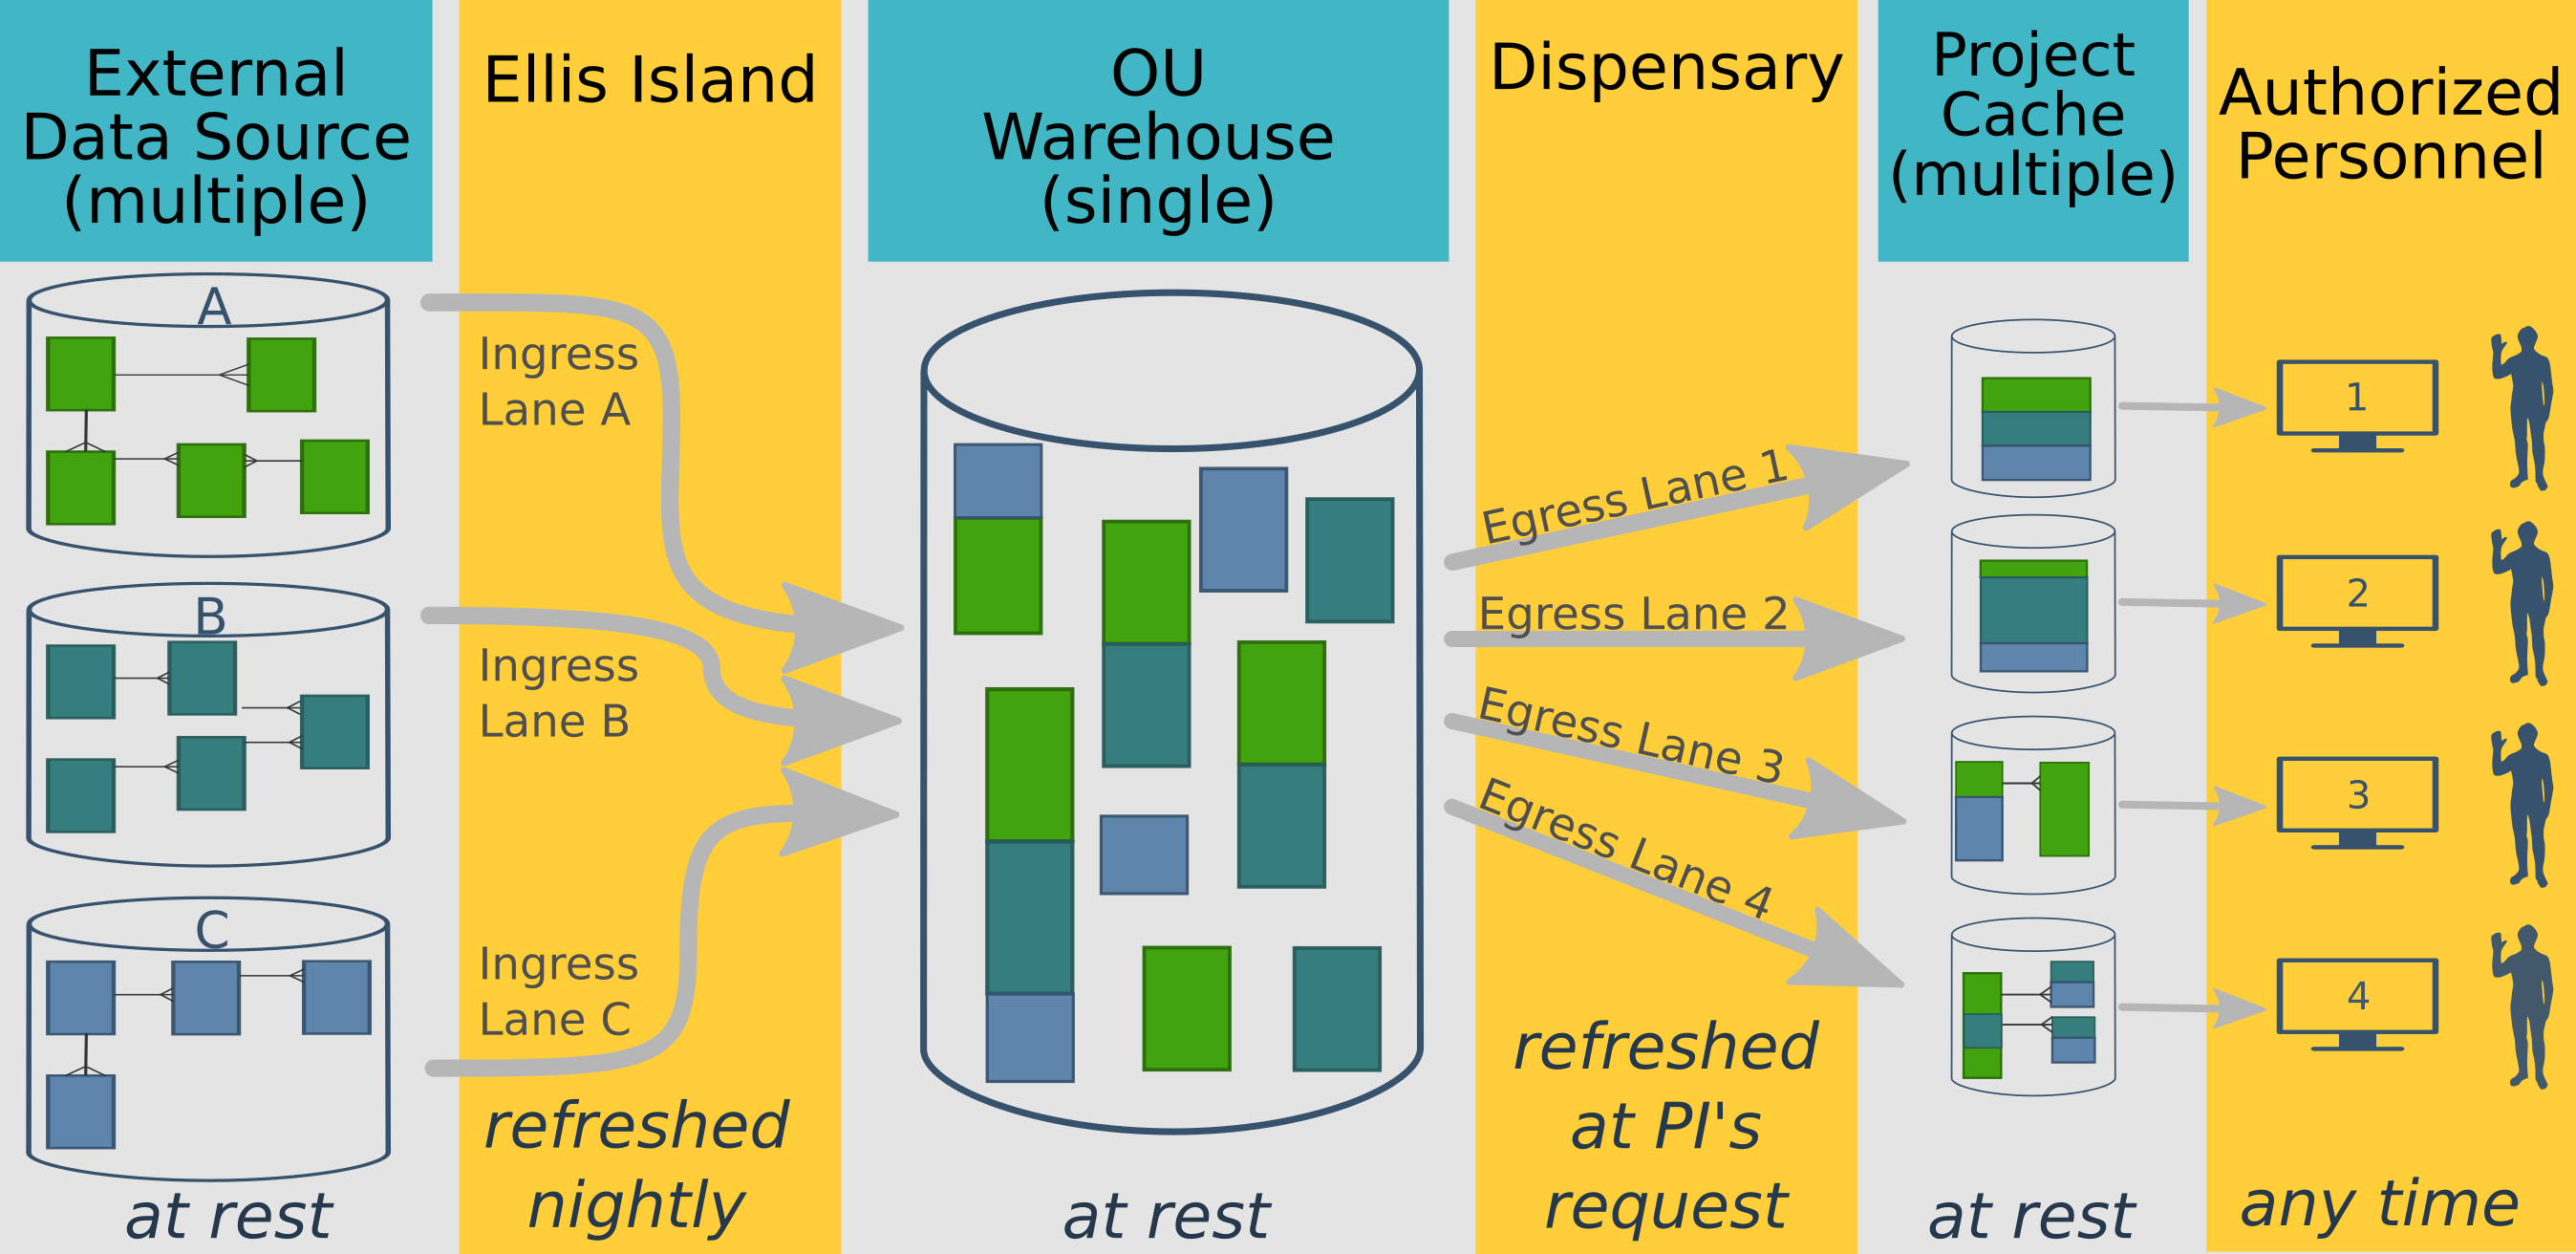 External
Data Source
(multiple)
Ellis Island
OU
Warehouse
(single)
Dispensary
Project
Cache
(multiple)
Authorized
Personnel
A
B
C
Ingress
Lane A
Ingress
Lane B
Ingress
Lane C
Egress Lane 1
Egress Lane 2
Egress Lane 3
Egress Lane 4
1
2
3
4
at rest
refreshed
nightly
at rest
refreshed
at PI's
request
at rest
any time